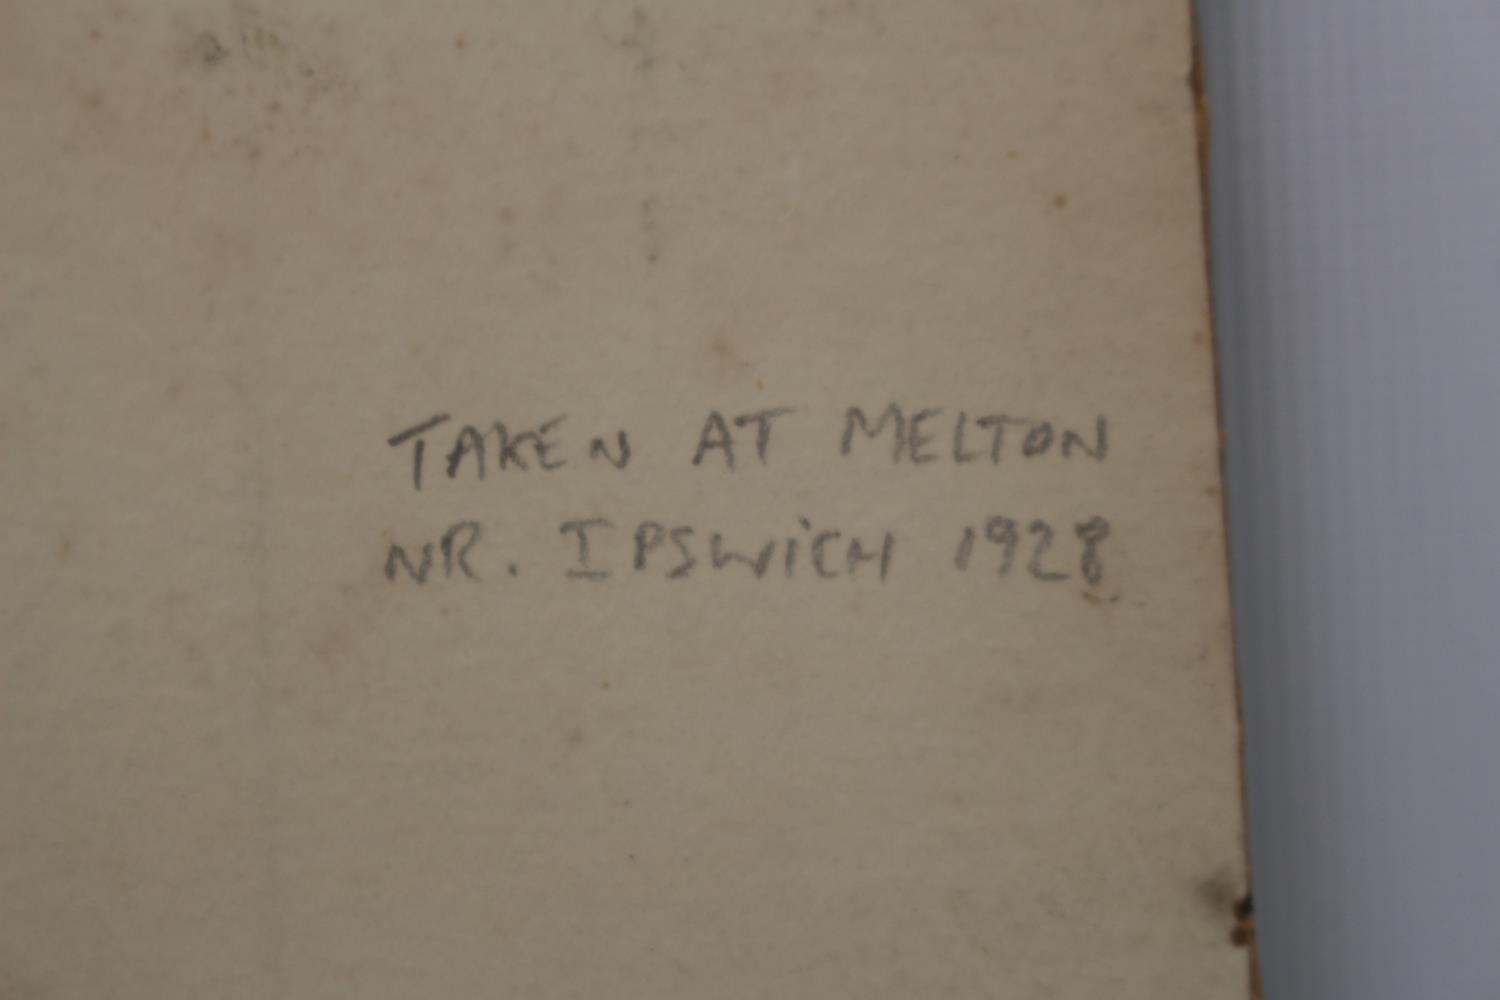 TAKEN AT MELTON
NR. IPSWiCH 1928